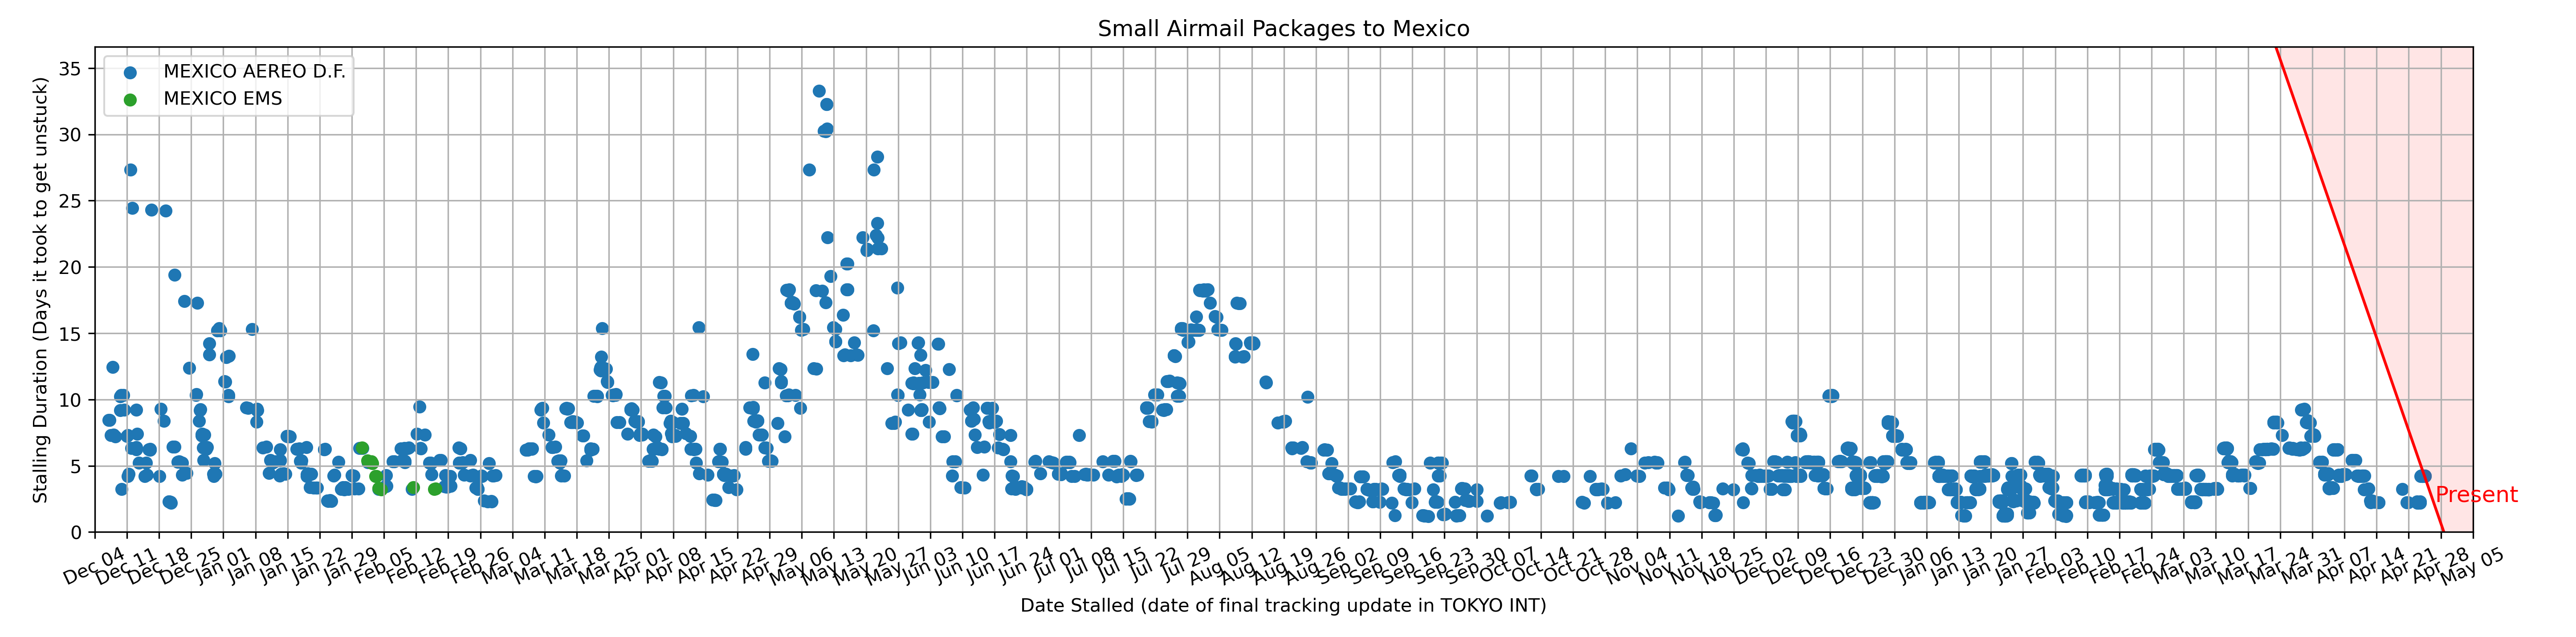 Small Airmail Packages to Mexico
MEXICO AEREO D.F.
MEXICO EMS
Stalling Duration (Days it took to get unstuck)
35
30
25
20
15
10
5
0
Present
Dec 04
Dec 11
Dec 18
Dec 25
Jan 01
Jan 08
Jan 15
Jan 22
Jan 29
Feb 05
Feb 12
Feb 19
Feb 26
Mar 04
Mar 11
Mar 18
Mar 25
Apr 01
Apr 08
Apr 15
Apr 22
Apr 29
May 06
May 13
May 20
May 27
Jun 03
Jun 10
Jun 17
Jun 24
Jul 01
Jul 08
Jul 15
Jul 22
Jul 29
Aug 05
Aug 12
Aug 19
Aug 26
Sep 02
Sep 09
Sep 16
Sep 23
Sep 30
Oct 07
Oct 14
Oct 21
Oct 28
Nov 04
Nov 11
Nov 18
Nov 25
Dec 02
Dec 09
Dec 16
Dec 23
Dec 30
Jan 06
Jan 13
Jan 20
Jan 27
Feb 03
Feb 10
Feb 17
Feb 24
Mar 03
Mar 10
Mar 17
Mar 24
Mar 31
Apr 07
Apr 14
Apr 21
Apr 28
May 05
Date Stalled (date of final tracking update in TOKYO INT)